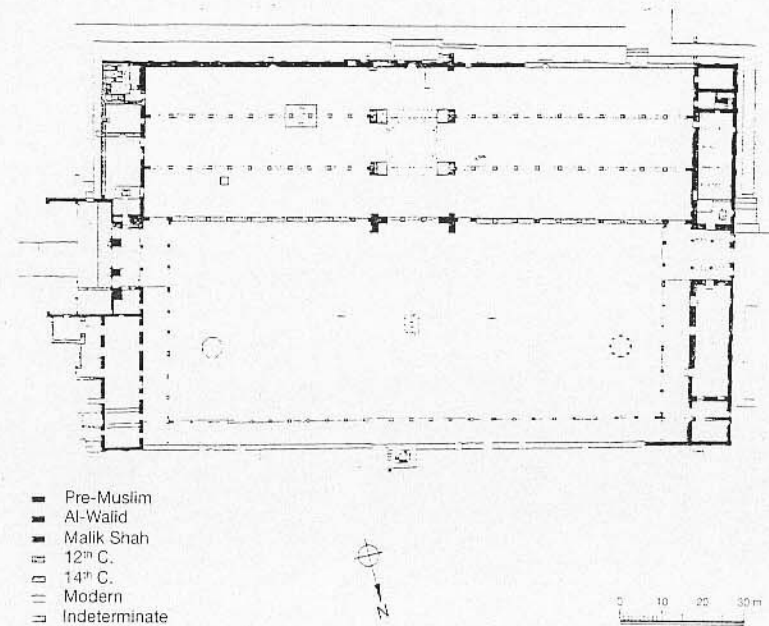 Pre-Muslim
Al-Walid
Malik Shah
12th C.
14th C.
Modern
Indeterminate
N
0 10 20 30 m